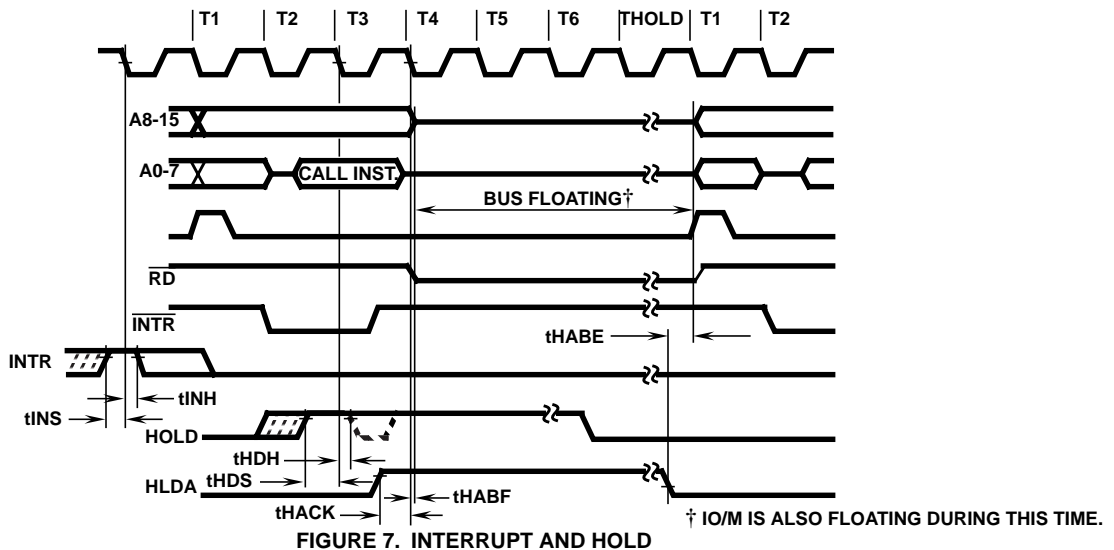 T1 T2 T3 T4 T5 T6 THOLD T1 T2
A8-15
A0-7
CALL INST.
BUS FLOATING†
RD
INTR
tHABE
INTR
tINH
tINS
HOLD
tHDH
tHDS
HLDA
tHABF
tHACK
† IO/M IS ALSO FLOATING DURING THIS TIME.
FIGURE 7. INTERRUPT AND HOLD